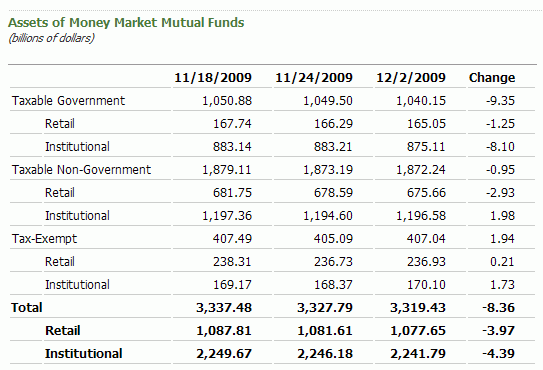 Assets of Money Market Mutual Funds
(billions of dollars)
11/18/2009 11/24/2009 12/2/2009 Change
Taxable Government 1,050.88 1,049.50 1,040.15 -9.35
Retail 167.74 166.29 165.05 -1.25
Institutional 883.14 883.21 875.11 -8.10
Taxable Non-Government 1,879.11 1,873.19 1,872.24 -0.95
Retail 681.75 678.59 675.66 -2.93
Institutional 1,197.36 1,194.60 1,196.58 1.98
Tax-Exempt 407.49 405.09 407.04 1.94
Retail 238.31 236.73 236.93 0.21
Institutional 169.17 168.37 170.10 1.73
Total 3,337.48 3,327.79 3,319.43 -8.36
Retail 1,087.81 1,081.61 1,077.65 -3.97
Institutional 2,249.67 2,246.18 2,241.79 -4.39